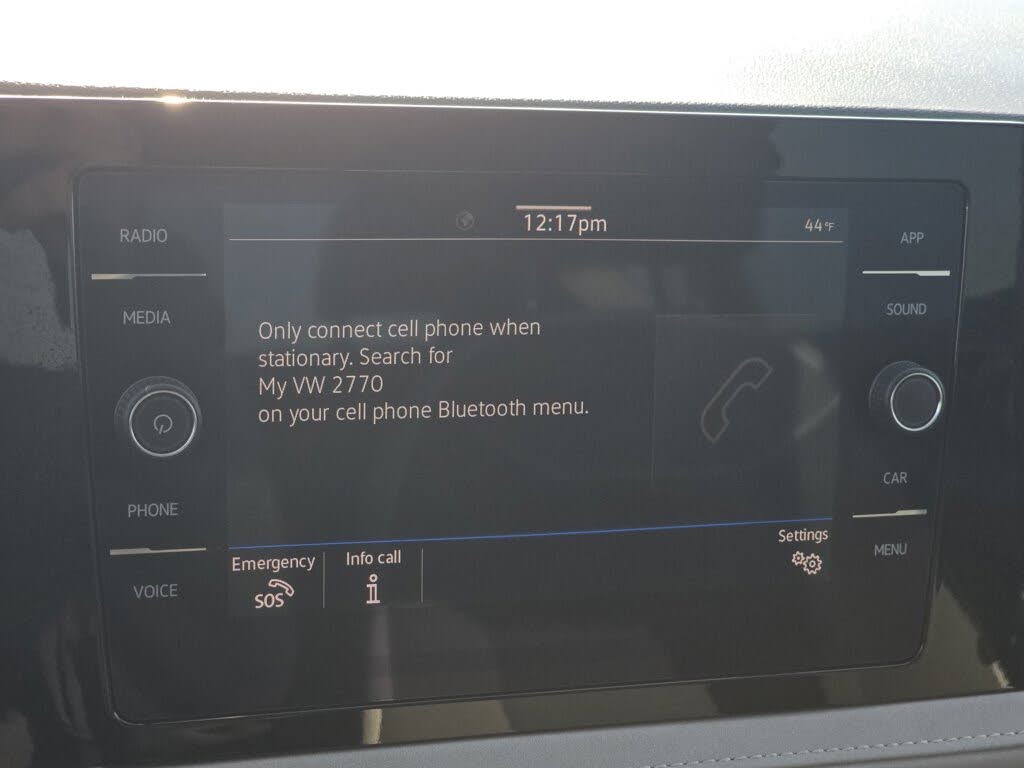 12:17pm
44°F
RADIO
MEDIA
PHONE
VOICE
Only connect cell phone when
stationary. Search for
My VW 2770
on your cell phone Bluetooth menu.
APP
SOUND
CAR
MENU
Emergency
SOS
Info call
i
Settings